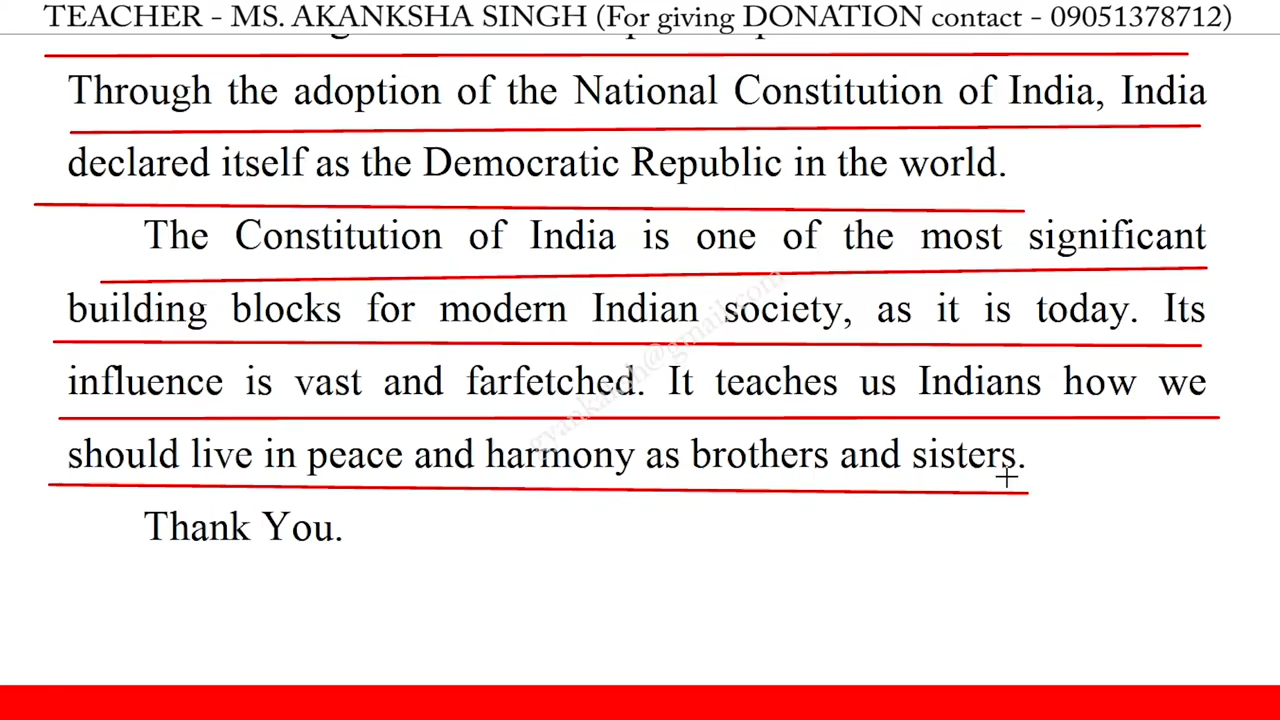 TEACHER - MS. AKANKSHA SINGH (For giving DONATION contact - 09051378712)
Through the adoption of the National Constitution of India, India
declared itself as the Democratic Republic in the world.
The Constitution of India is one of the most significant
building blocks for modern Indian society, as it is today. Its
influence is vast and farfetched. It teaches us Indians how we
should live in peace and harmony as brothers and sisters.
Thank You.